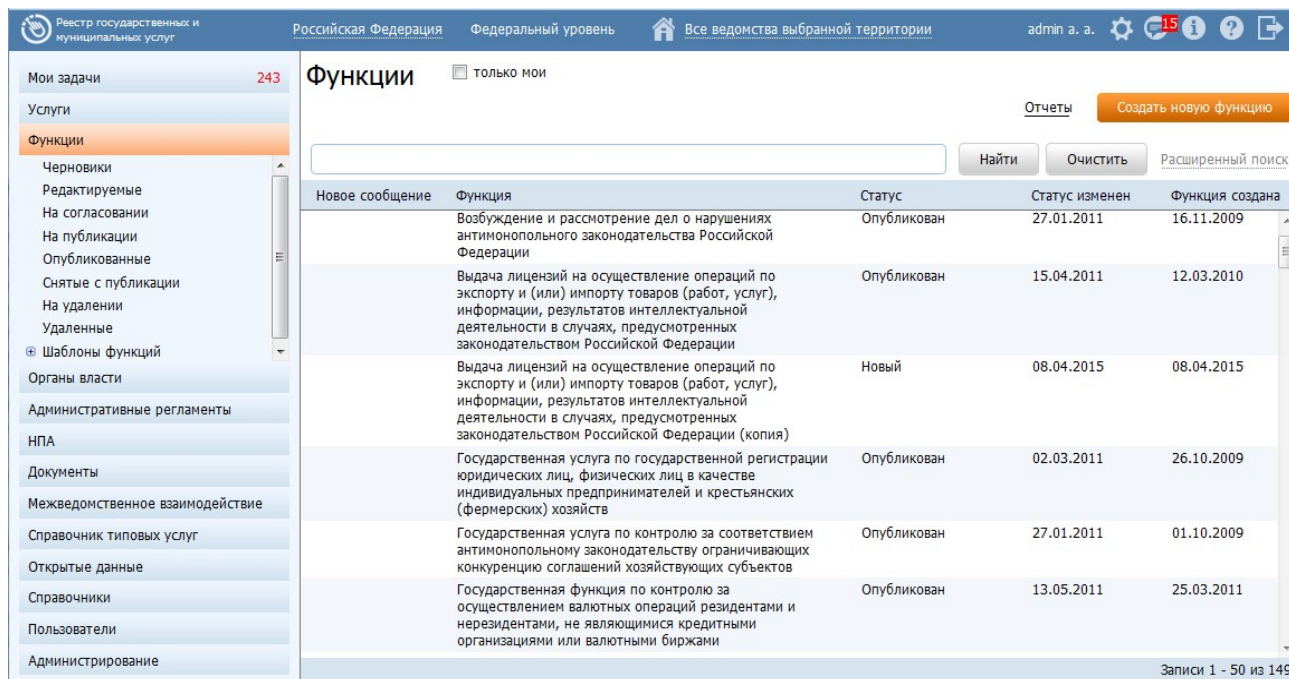 Реестр государственных и
муниципальных услуг
Российская Федерация Федеральный уровень Все ведомства выбранной территории admin a. a. 15
Мои задачи 243
Услуги
Функции
Черновики
Редактируемые
На согласовании
На публикации
Опубликованные
Снятые с публикации
На удалении
Удаленные
Шаблоны функций
Органы власти
Административные регламенты
НПА
Документы
Межведомственное взаимодействие
Справочник типовых услуг
Открытые данные
Справочники
Пользователи
Администрирование
Функции только мои
Отчеты Создать новую функцию
Найти Очистить Расширенный поиск
Новое сообщение Функция Статус Статус изменен Функция создана
Возбуждение и рассмотрение дел о нарушениях Опубликован 27.01.2011 16.11.2009
антимонопольного законодательства Российской
Федерации
Выдача лицензий на осуществление операций по Опубликован 15.04.2011 12.03.2010
экспорту и (или) импорту товаров (работ, услуг),
информации, результатов интеллектуальной
деятельности в случаях, предусмотренных
законодательством Российской Федерации
Выдача лицензий на осуществление операций по Новый 08.04.2015 08.04.2015
экспорту и (или) импорту товаров (работ, услуг),
информации, результатов интеллектуальной
деятельности в случаях, предусмотренных
законодательством Российской Федерации (копия)
Государственная услуга по государственной регистрации Опубликован 02.03.2011 26.10.2009
юридических лиц, физических лиц в качестве
индивидуальных предпринимателей и крестьянских
(фермерских) хозяйств
Государственная услуга по контролю за соответствием Опубликован 27.01.2011 01.10.2009
антимонопольному законодательству ограничивающих
конкуренцию соглашений хозяйствующих субъектов
Государственная функция по контролю за Опубликован 13.05.2011 25.03.2011
осуществлением валютных операций резидентами и
нерезидентами, не являющимися кредитными
организациями или валютными биржами
Записи 1 - 50 из 149